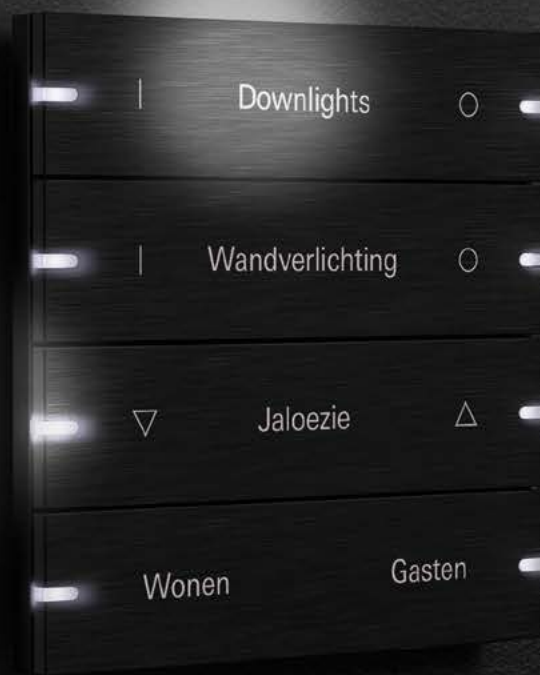 | Downlights O
| Wandverlichting O
▽ Jaloezie △
Wonen Gasten